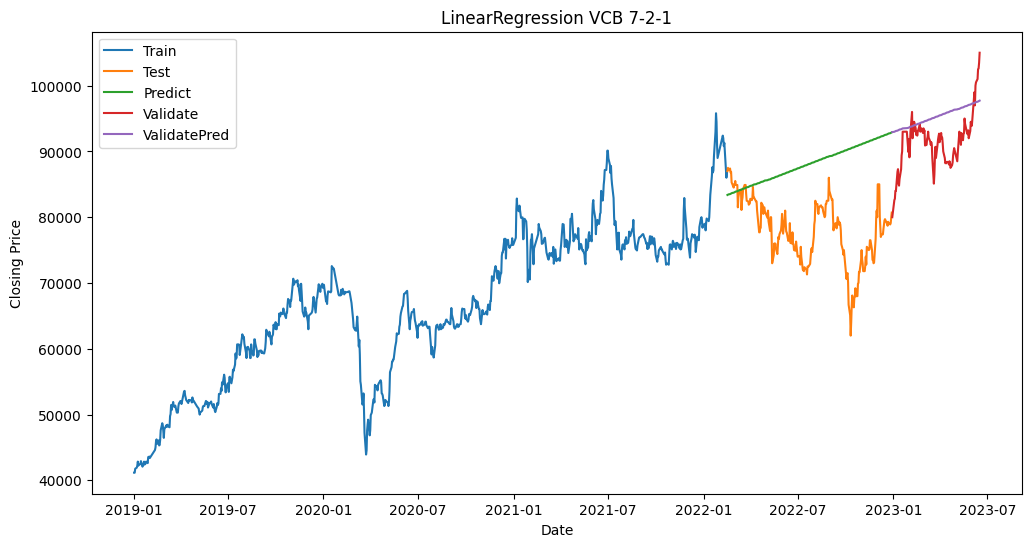 LinearRegression VCB 7-2-1
Train
Test
Predict
Validate
ValidatePred
Closing Price
100000
90000
80000
70000
60000
50000
40000
2019-01 2019-07 2020-01 2020-07 2021-01 2021-07 2022-01 2022-07 2023-01 2023-07
Date